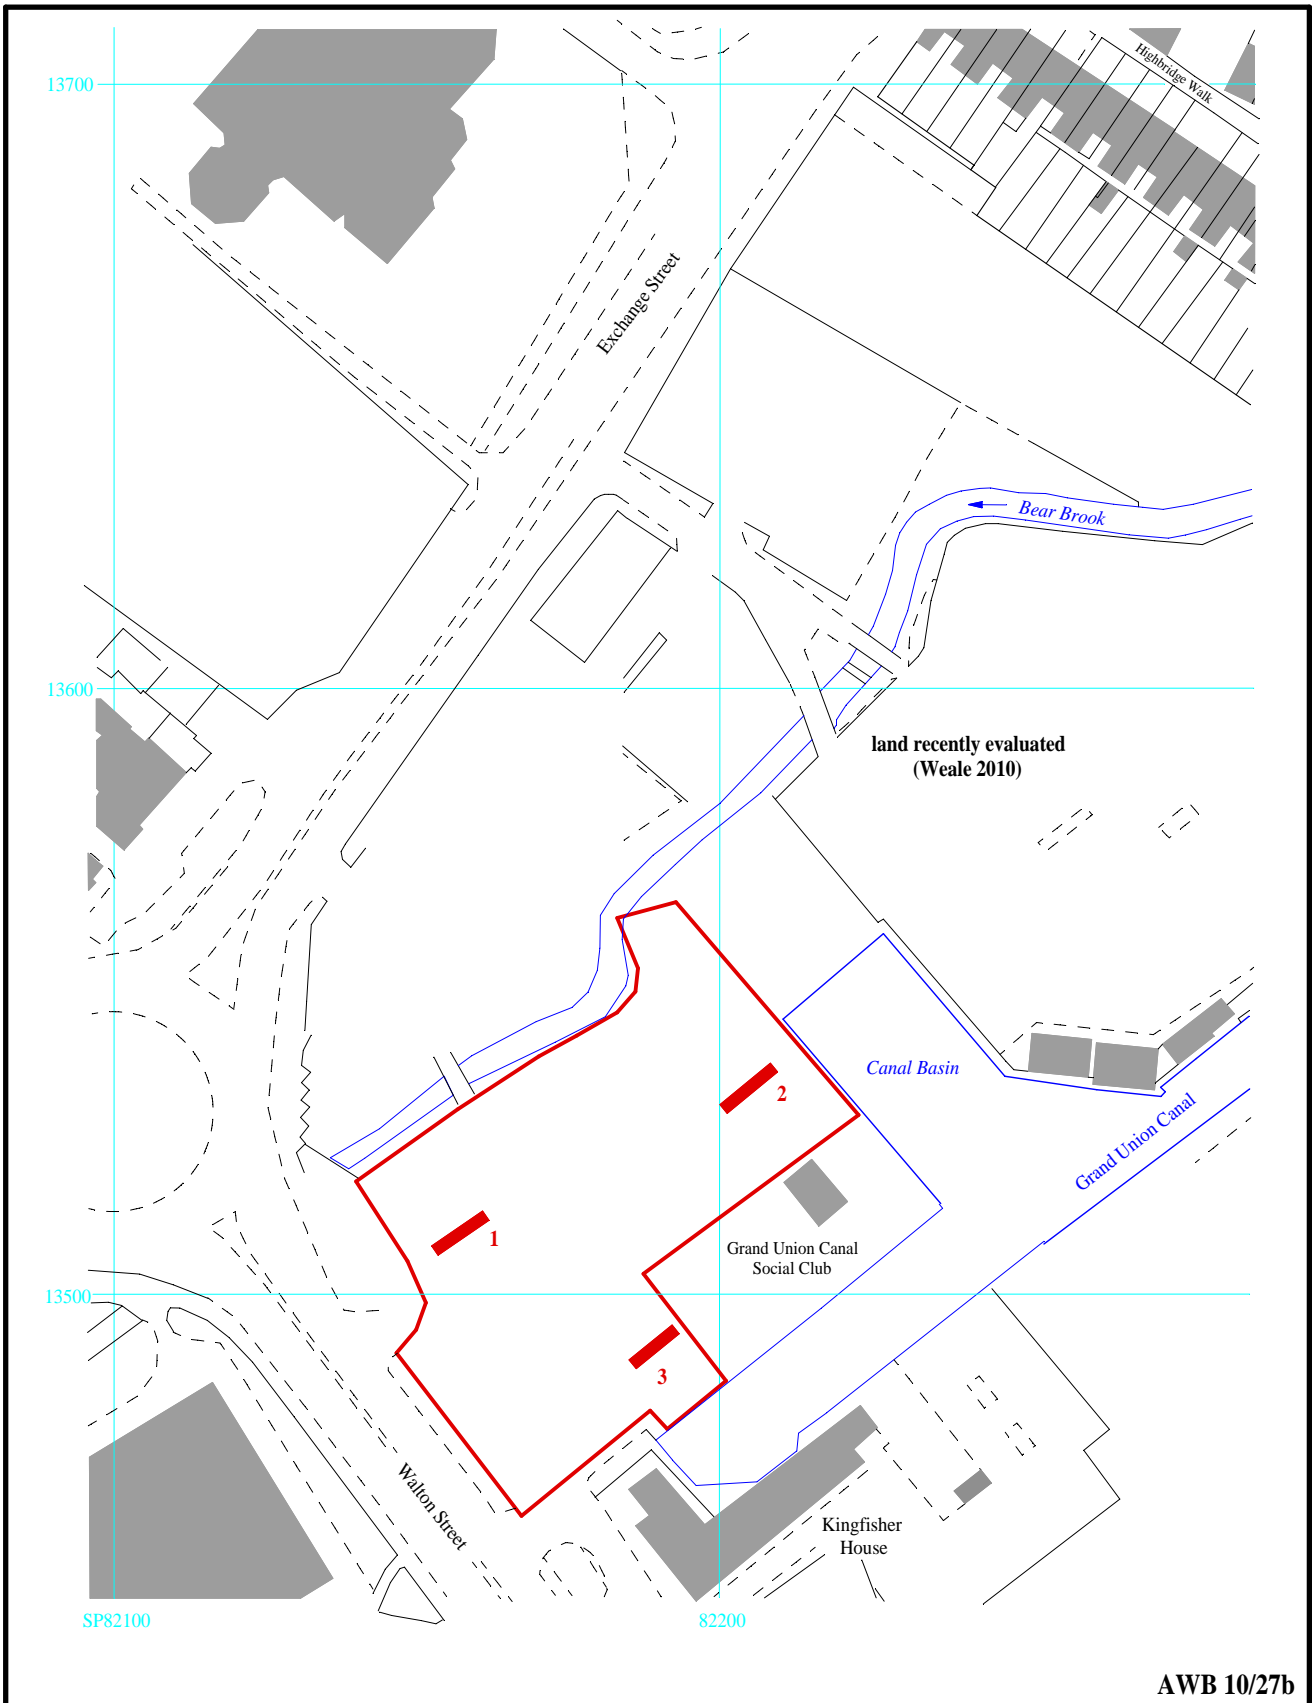 13700
Highbridge Walk
Exchange Street
Bear Brook
13600
land recently evaluated
(Weale 2010)
Canal Basin
Grand Union Canal
2
1
Grand Union Canal
Social Club
13500
3
Walton Street
Kingfisher
House
SP82100
82200
AWB 10/27b